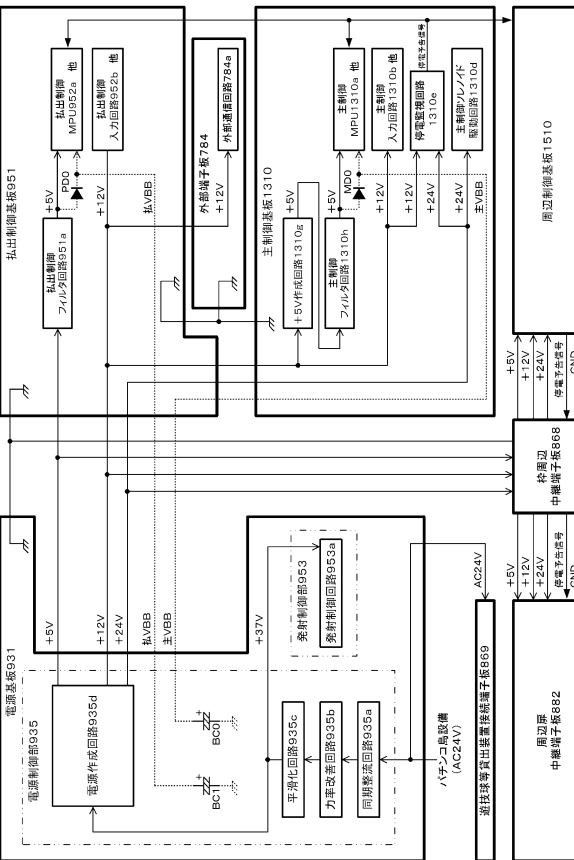 電源基板931
電源制御部935
電源作成回路935d
BC1
+
BC0
+
平滑化回路935c
力率改善回路935b
同期整流回路935a
発射制御部953
発射制御回路953a
パチンコ島設備
(AC24V)
AC24V
遊技球等貸出装置接続端子板869
+5V
+12V
+24V
払VBB
主VBB
+37V
払出制御基板951
払出制御
フィルタ回路951a
+5V
PD0
払出制御
MPU952a 他
払出制御
入力回路952b 他
+12V
払VBB
外部端子板784
外部通信回路784a
+12V
主制御基板1310
+5V作成回路1310g
+5V
主制御
フィルタ回路1310h
+5V
MD0
主制御
MPU1310a 他
主制御
入力回路1310b 他
+12V
停電監視回路
1310e
停電予告信号
+12V
+24V
主制御ソレノイド
駆動回路1310d
+24V
主VBB
周辺制御基板1510
+5V
+12V
+24V
停電予告信号
GND
枠周辺
中継端子板868
+5V
+12V
+24V
停電予告信号
GND
周辺扉
中継端子板882